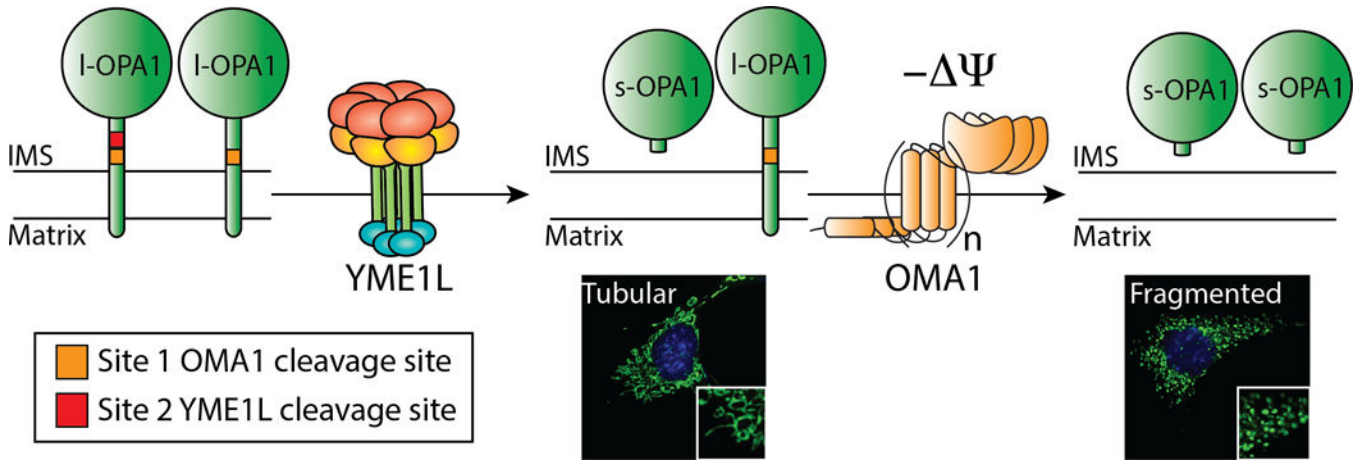 l-OPA1
l-OPA1
IMS
Matrix
YME1L
s-OPA1
l-OPA1
IMS
Matrix
−ΔΨ
n
OMA1
s-OPA1
s-OPA1
IMS
Matrix
Tubular
Fragmented
Site 1 OMA1 cleavage site
Site 2 YME1L cleavage site